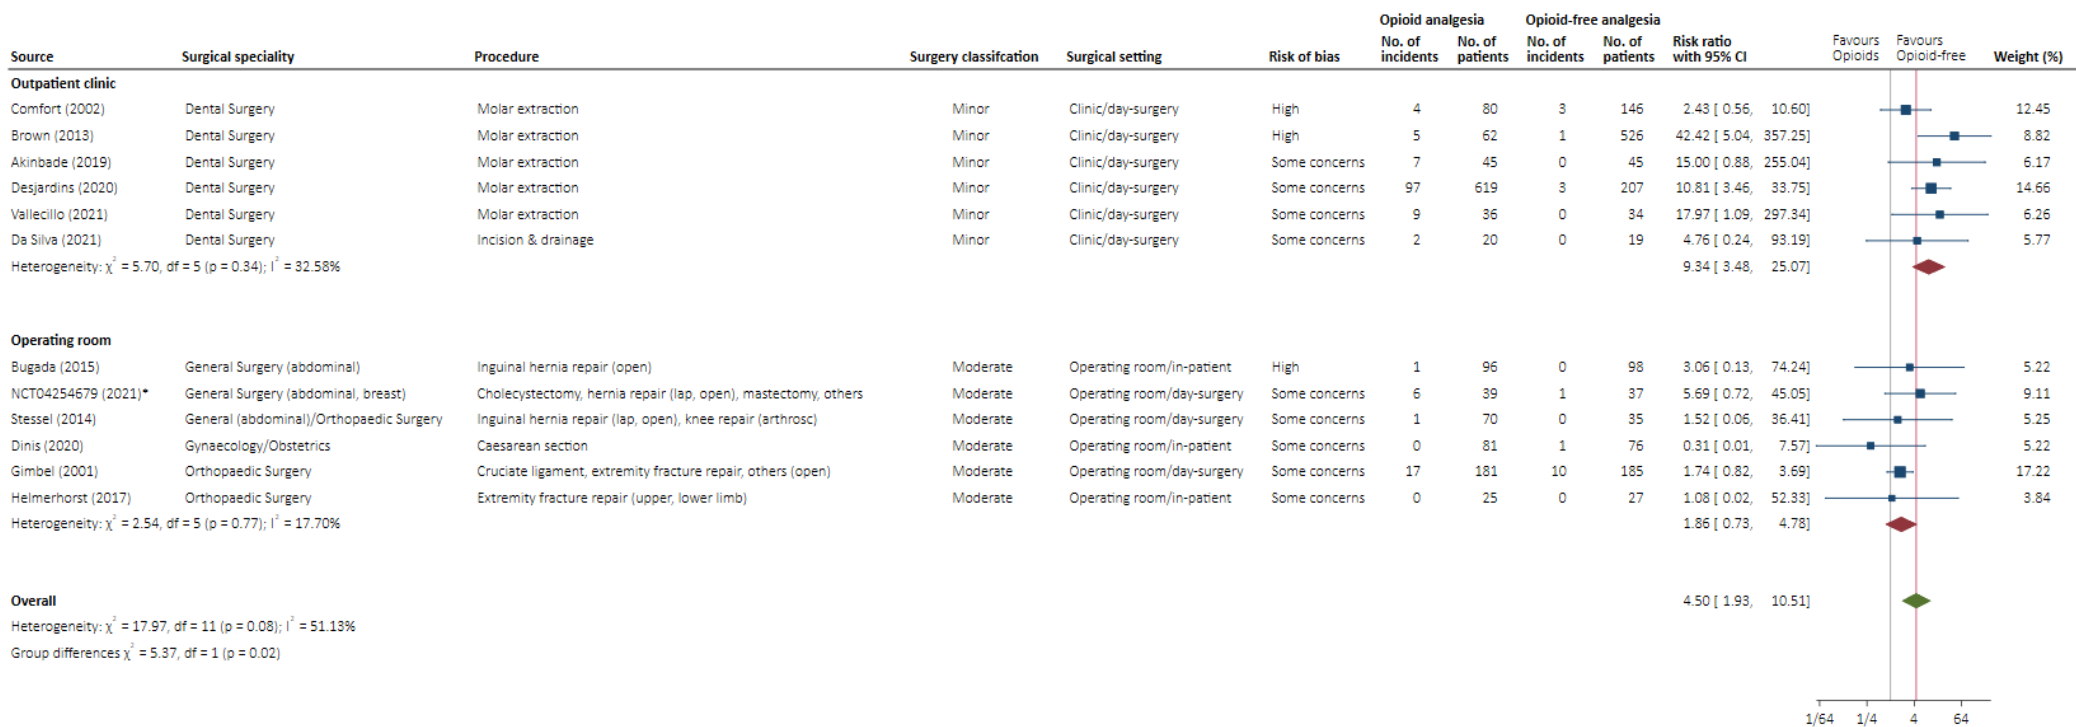 Opioid analgesia Opioid-free analgesia
Source Surgical speciality Procedure Surgery classifcation Surgical setting Risk of bias No. of incidents No. of patients No. of incidents No. of patients Risk ratio with 95% CI Favours Opioids Favours Opioid-free Weight (%)
Outpatient clinic
Comfort (2002) Dental Surgery Molar extraction Minor Clinic/day-surgery High 4 80 3 146 2.43 [ 0.56, 10.60] 12.45
Brown (2013) Dental Surgery Molar extraction Minor Clinic/day-surgery High 5 62 1 526 42.42 [ 5.04, 357.25] 8.82
Akinbade (2019) Dental Surgery Molar extraction Minor Clinic/day-surgery Some concerns 7 45 0 45 15.00 [ 0.88, 255.04] 6.17
Desjardins (2020) Dental Surgery Molar extraction Minor Clinic/day-surgery Some concerns 97 619 3 207 10.81 [ 3.46, 33.75] 14.66
Vallecillo (2021) Dental Surgery Molar extraction Minor Clinic/day-surgery Some concerns 9 36 0 34 17.97 [ 1.09, 297.34] 6.26
Da Silva (2021) Dental Surgery Incision & drainage Minor Clinic/day-surgery Some concerns 2 20 0 19 4.76 [ 0.24, 93.19] 5.77
Heterogeneity: χ² = 5.70, df = 5 (p = 0.34); I² = 32.58% 9.34 [ 3.48, 25.07]
Operating room
Bugada (2015) General Surgery (abdominal) Inguinal hernia repair (open) Moderate Operating room/in-patient High 1 96 0 98 3.06 [ 0.13, 74.24] 5.22
NCT04254679 (2021)* General Surgery (abdominal, breast) Cholecystectomy, hernia repair (lap, open), mastectomy, others Moderate Operating room/day-surgery Some concerns 6 39 1 37 5.69 [ 0.72, 45.05] 9.11
Stessel (2014) General (abdominal)/Orthopaedic Surgery Inguinal hernia repair (lap, open), knee repair (arthrosc) Moderate Operating room/day-surgery Some concerns 1 70 0 35 1.52 [ 0.06, 36.41] 5.25
Dinis (2020) Gynaecology/Obstetrics Caesarean section Moderate Operating room/in-patient Some concerns 0 81 1 76 0.31 [ 0.01, 7.57] 5.22
Gimbel (2001) Orthopaedic Surgery Cruciate ligament, extremity fracture repair, others (open) Moderate Operating room/day-surgery Some concerns 17 181 10 185 1.74 [ 0.82, 3.69] 17.22
Helmerhorst (2017) Orthopaedic Surgery Extremity fracture repair (upper, lower limb) Moderate Operating room/in-patient Some concerns 0 25 0 27 1.08 [ 0.02, 52.33] 3.84
Heterogeneity: χ² = 2.54, df = 5 (p = 0.77); I² = 17.70% 1.86 [ 0.73, 4.78]
Overall 4.50 [ 1.93, 10.51]
Heterogeneity: χ² = 17.97, df = 11 (p = 0.08); I² = 51.13%
Group differences χ² = 5.37, df = 1 (p = 0.02)
1/64 1/4 4 64